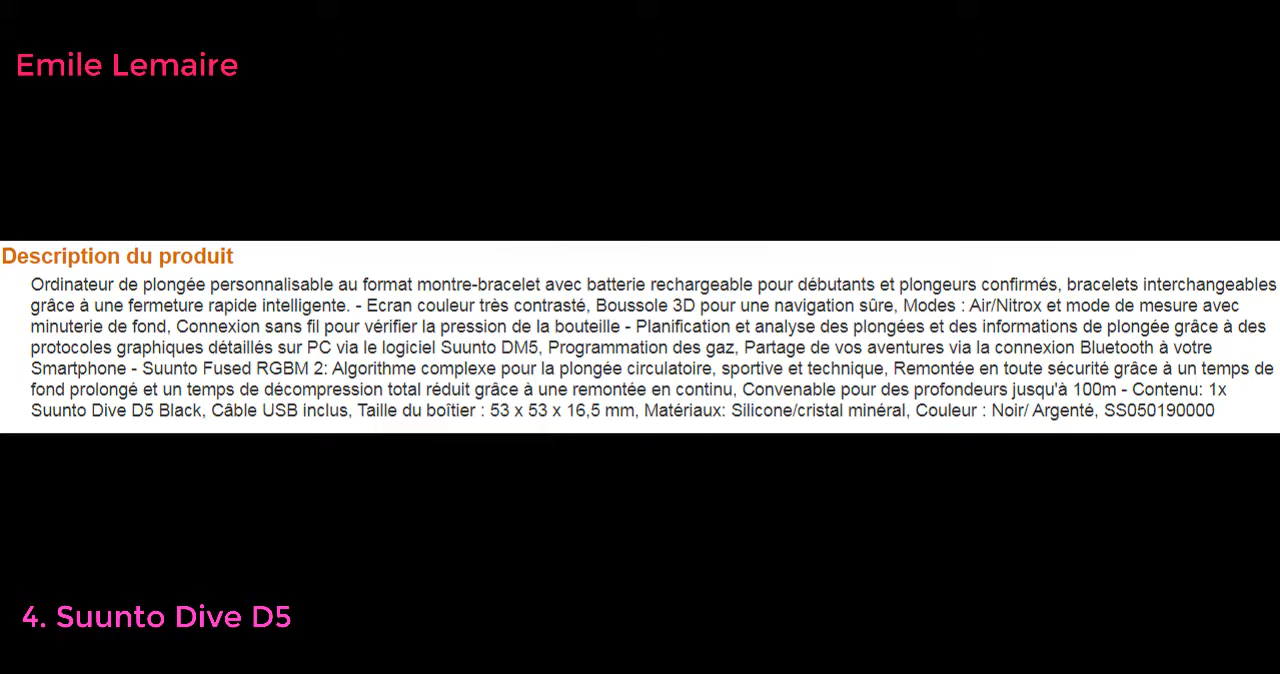 Emile Lemaire
Description du produit
Ordinateur de plongée personnalisable au format montre-bracelet avec batterie rechargeable pour débutants et plongeurs confirmés, bracelets interchangeables
grâce à une fermeture rapide intelligente. - Ecran couleur très contrasté, Boussole 3D pour une navigation sûre, Modes : Air/Nitrox et mode de mesure avec
minuterie de fond, Connexion sans fil pour vérifier la pression de la bouteille - Planification et analyse des plongées et des informations de plongée grâce à des
protocoles graphiques détaillés sur PC via le logiciel Suunto DM5, Programmation des gaz, Partage de vos aventures via la connexion Bluetooth à votre
Smartphone - Suunto Fused RGBM 2: Algorithme complexe pour la plongée circulatoire, sportive et technique, Remontée en toute sécurité grâce à un temps de
fond prolongé et un temps de décompression total réduit grâce à une remontée en continu, Convenable pour des profondeurs jusqu'à 100m - Contenu: 1x
Suunto Dive D5 Black, Câble USB inclus, Taille du boîtier : 53 x 53 x 16,5 mm, Matériaux: Silicone/cristal minéral, Couleur : Noir/ Argenté, SS050190000
4. Suunto Dive D5